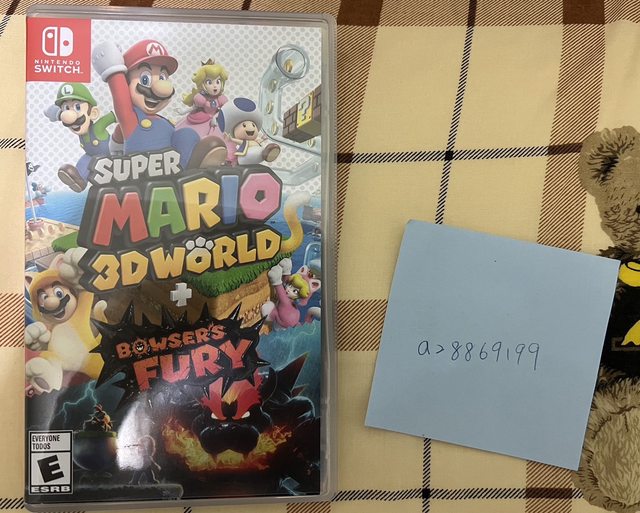 NINTENDO
SWITCH
SUPER
MARIO
3D WORLD
+
BOWSER'S
FURY
EVERYONE
TODOS
E
ESRB
?
a>8869199